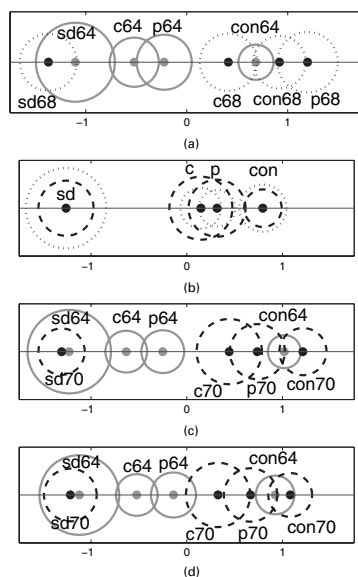 sd64 c64 p64 con64
sd68 c68 con68 p68
-1 0 1
(a)
sd c p con
-1 0 1
(b)
sd64 c64 p64 con64
sd70 c70 p70 con70
-1 0 1
(c)
sd64 c64 p64 con64
sd70 c70 p70 con70
-1 0 1
(d)